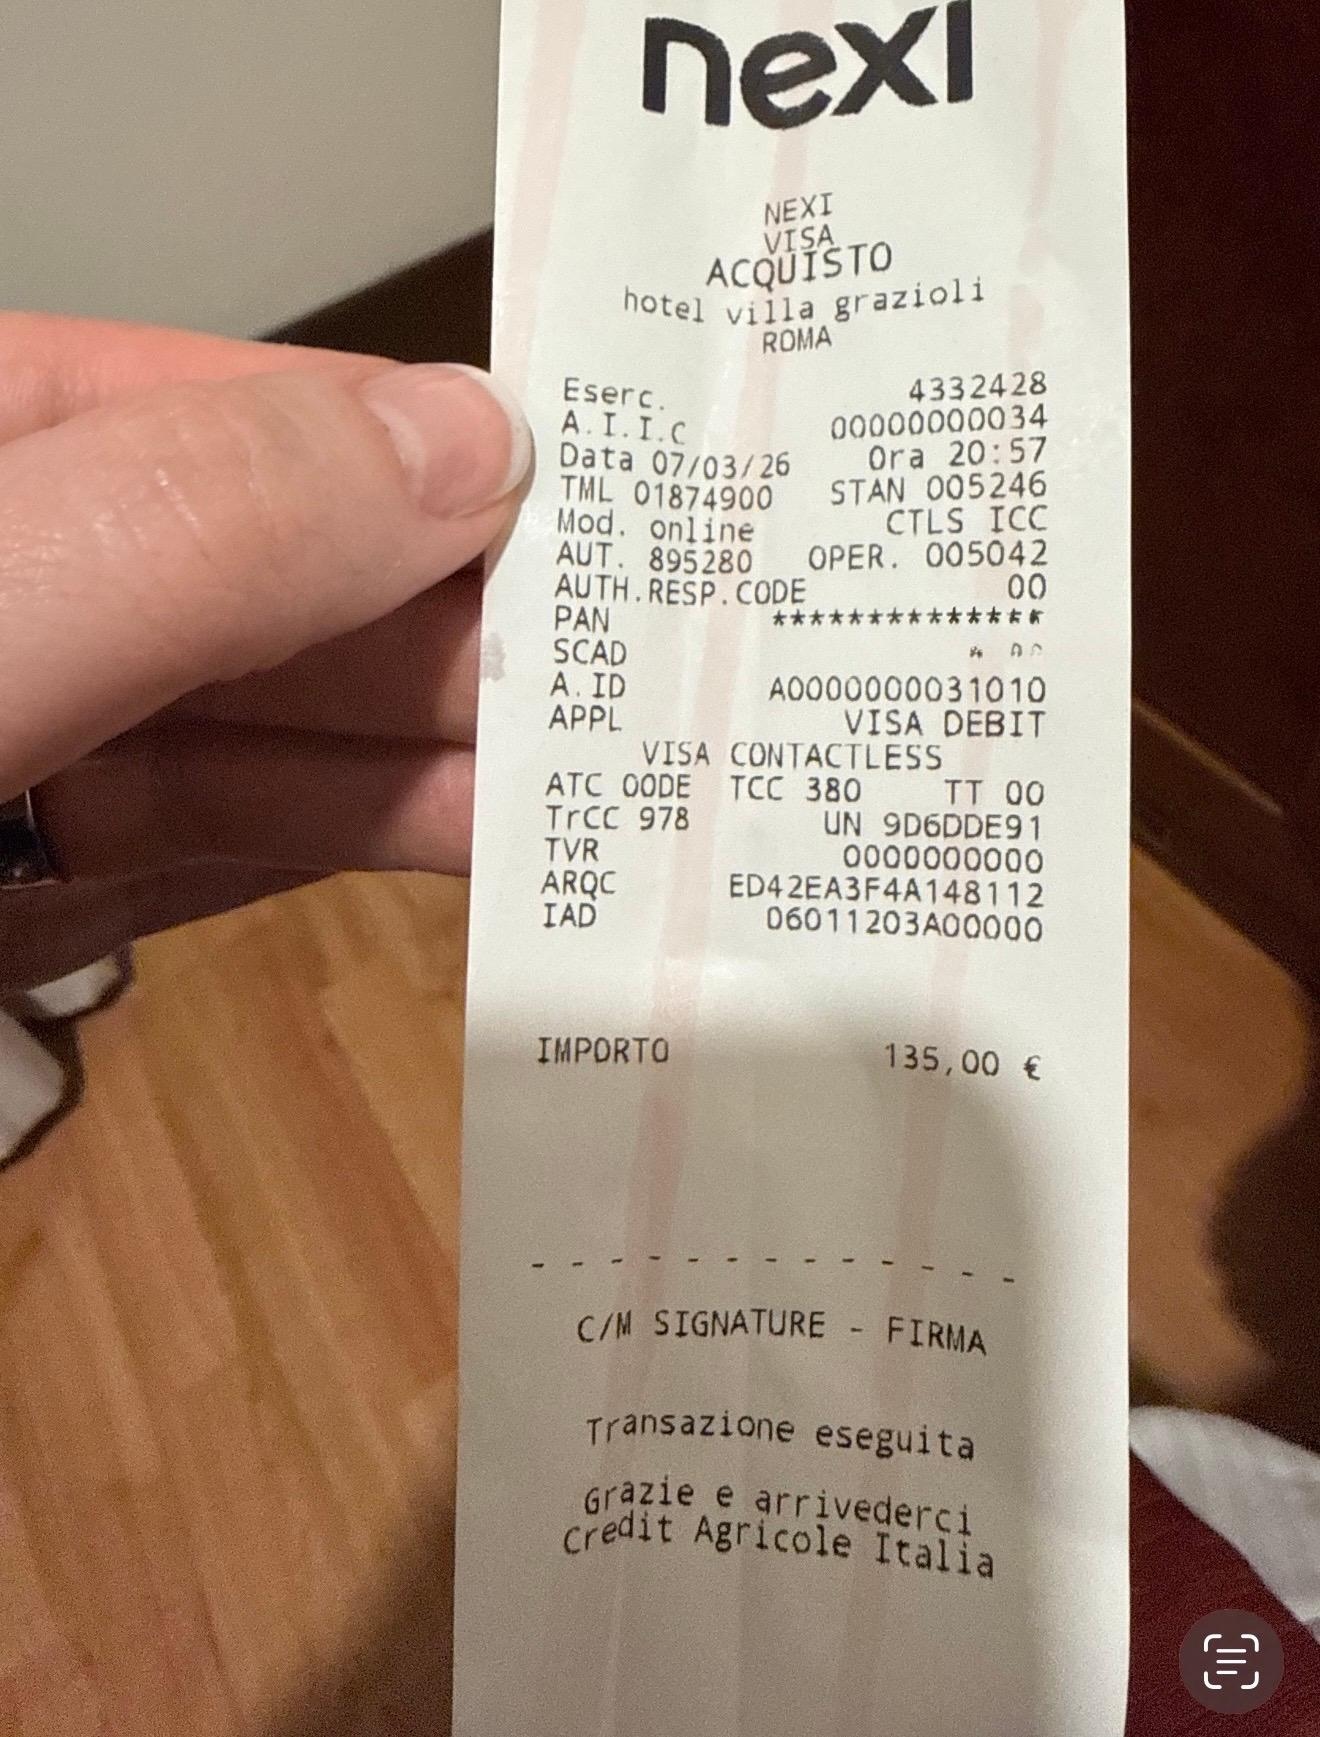 nexi
NEXI
VISA
ACQUISTO
hotel villa grazioli
ROMA
Eserc. 4332428
A.I.I.C 00000000034
Data 07/03/26 Ora 20:57
TML 01874900 STAN 005246
Mod. online CTLS ICC
AUT. 895280 OPER. 005042
AUTH.RESP.CODE 00
PAN **************
SCAD
A.ID A0000000031010
APPL VISA DEBIT
VISA CONTACTLESS
ATC 00DE TCC 380 TT 00
TrCC 978 UN 9D6DDE91
TVR 0000000000
ARQC ED42EA3F4A148112
IAD 06011203A00000
IMPORTO 135,00 €
- - - - - - - - - - - - -
C/M SIGNATURE - FIRMA
Transazione eseguita
Grazie e arrivederci
Credit Agricole Italia